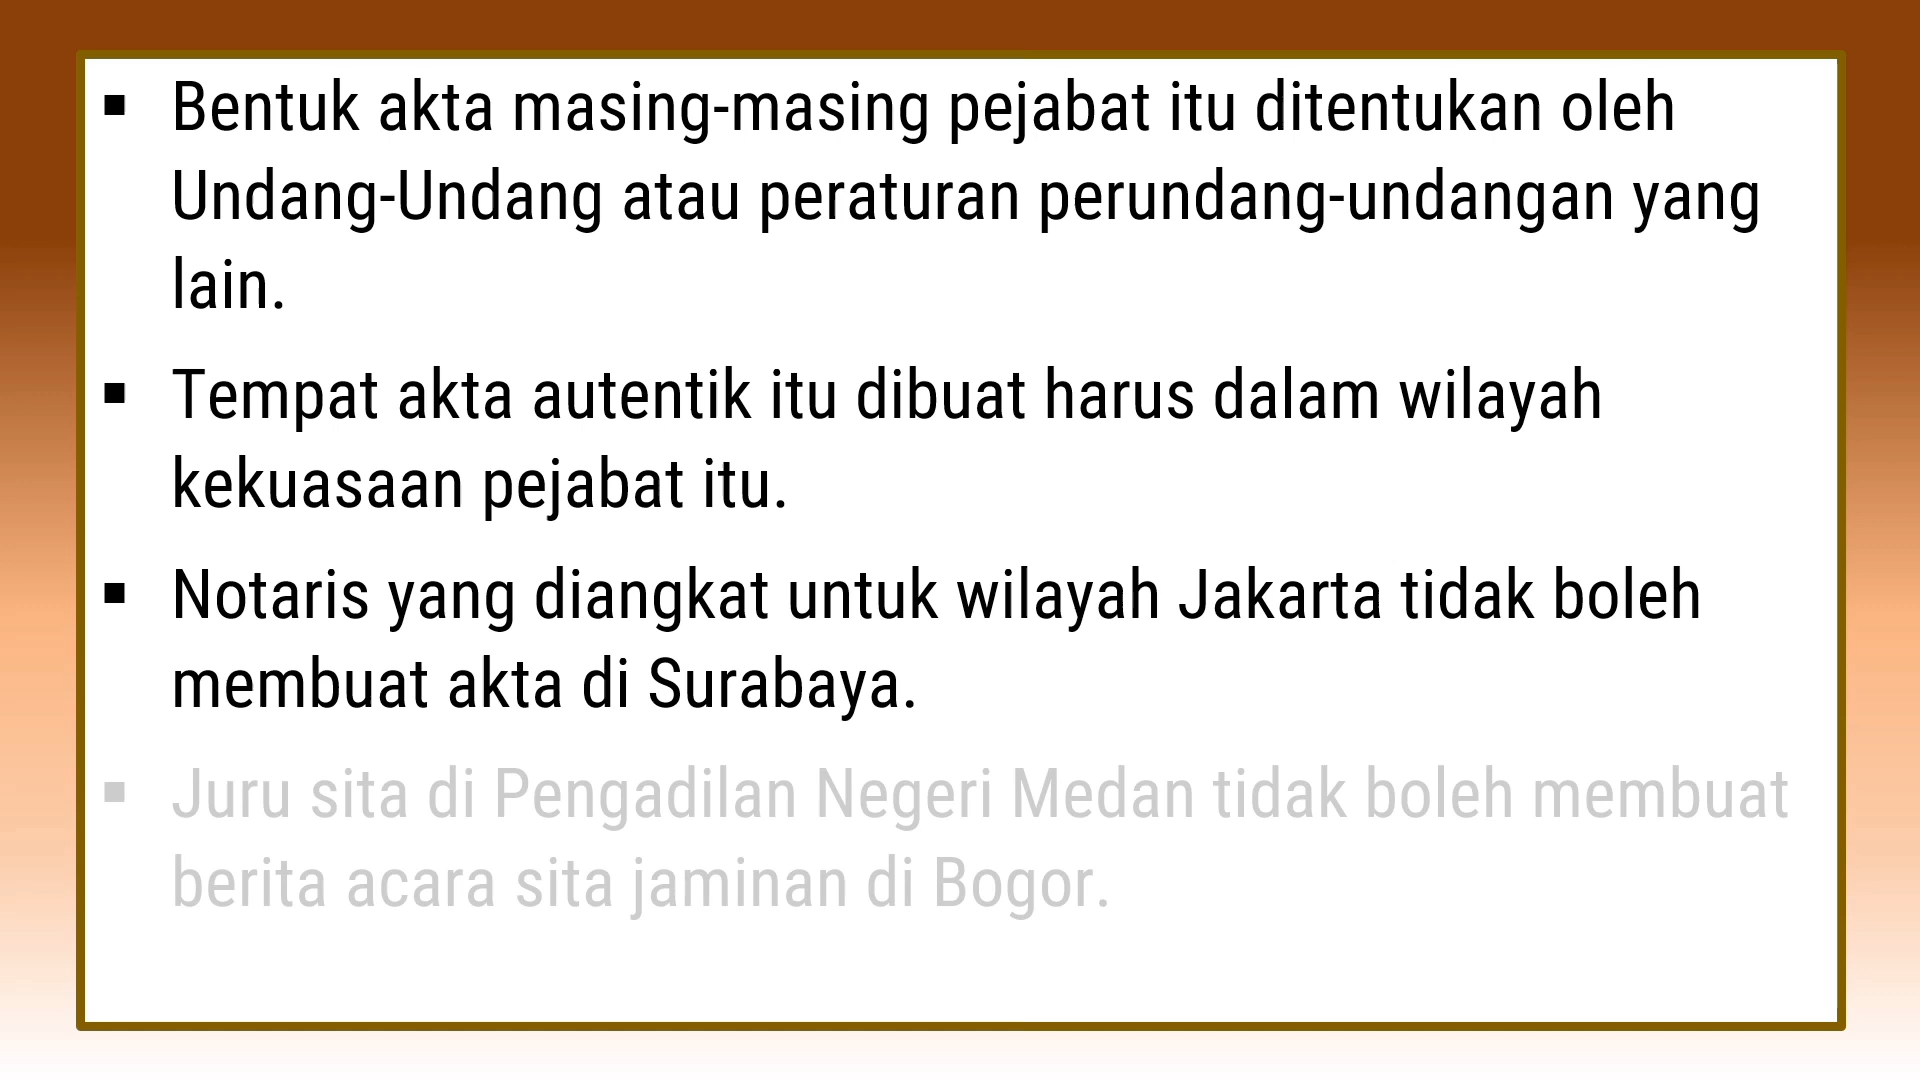 ▪ Bentuk akta masing-masing pejabat itu ditentukan oleh
Undang-Undang atau peraturan perundang-undangan yang
lain.
▪ Tempat akta autentik itu dibuat harus dalam wilayah
kekuasaan pejabat itu.
▪ Notaris yang diangkat untuk wilayah Jakarta tidak boleh
membuat akta di Surabaya.
▪ Juru sita di Pengadilan Negeri Medan tidak boleh membuat
berita acara sita jaminan di Bogor.